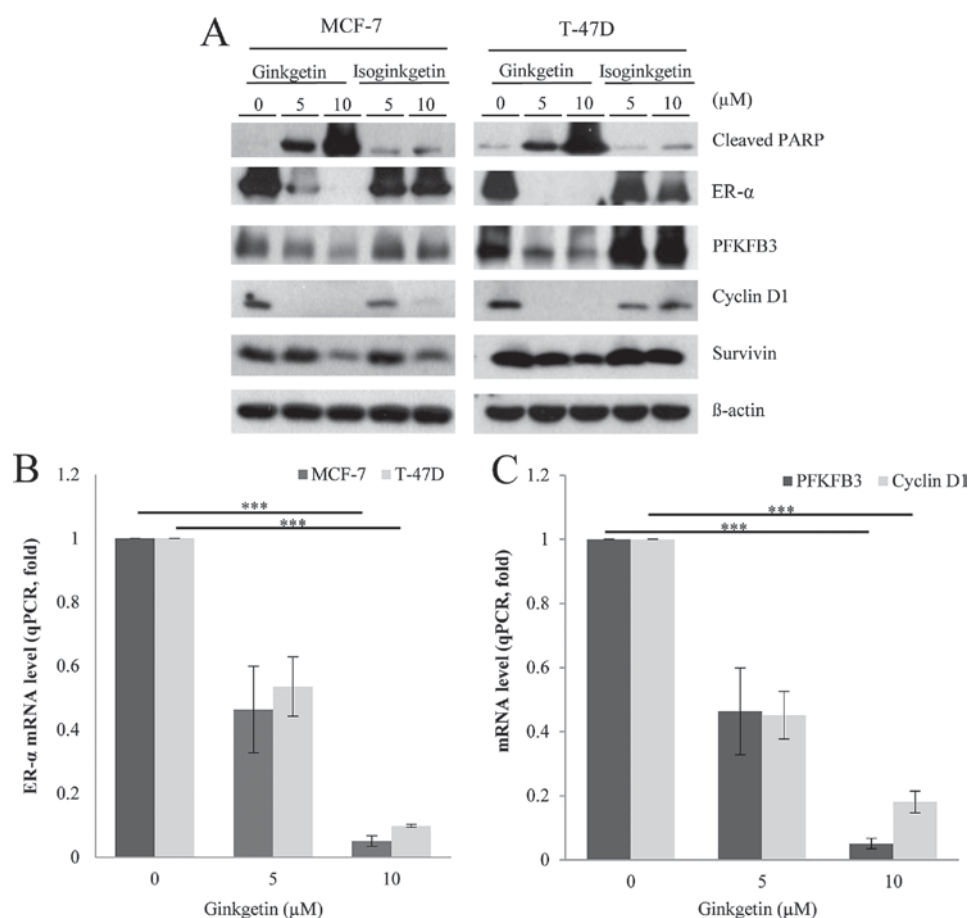 A
MCF-7 T-47D
Ginkgetin Isoginkgetin Ginkgetin Isoginkgetin
0 5 10 5 10 0 5 10 5 10 (µM)
Cleaved PARP
ER-α
PFKFB3
Cyclin D1
Survivin
ß-actin
B
MCF-7 T-47D
***
***
1.2
1
0.8
0.6
0.4
0.2
0
ER-α mRNA level (qPCR, fold)
0 5 10
Ginkgetin (µM)
C
PFKFB3 Cyclin D1
***
***
1.2
1
0.8
0.6
0.4
0.2
0
mRNA level (qPCR, fold)
0 5 10
Ginkgetin (µM)